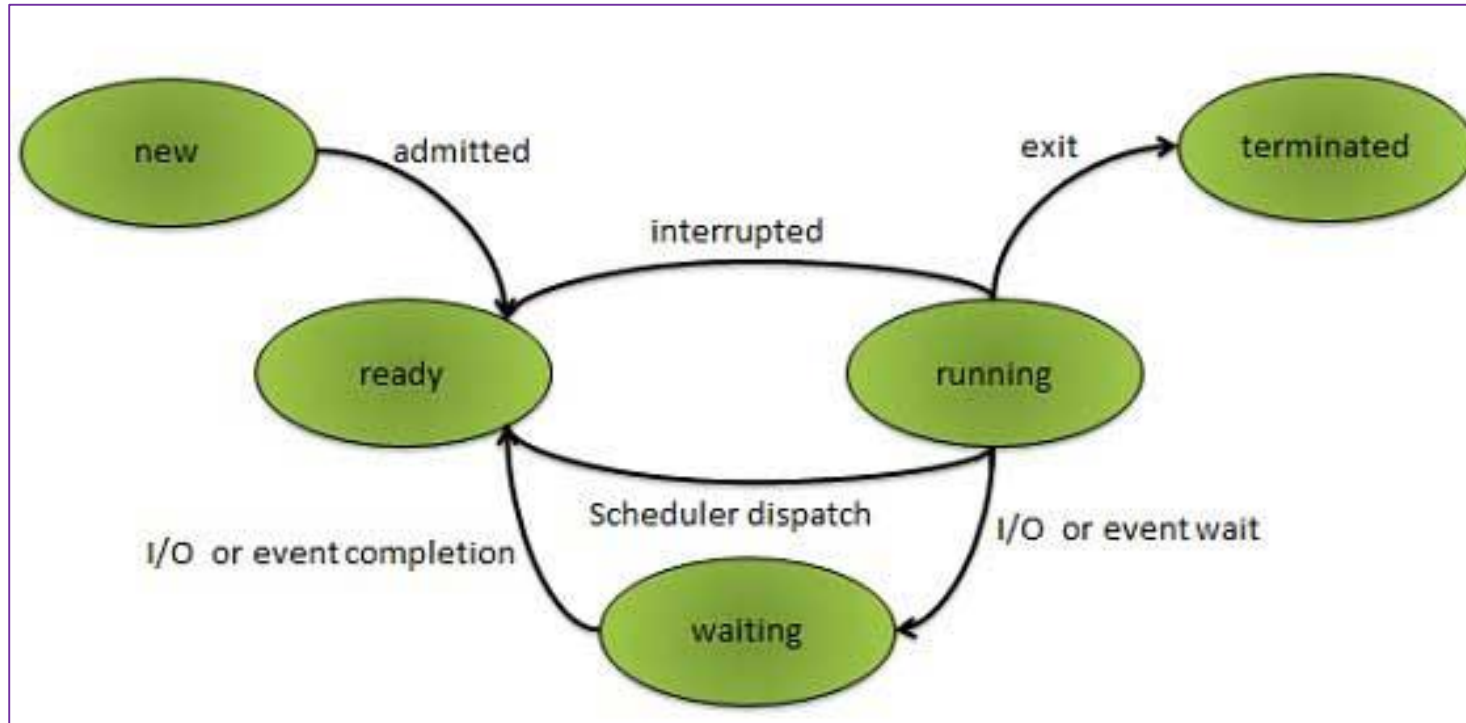 new
admitted
exit
terminated
interrupted
ready
running
Scheduler dispatch
I/O or event completion
I/O or event wait
waiting